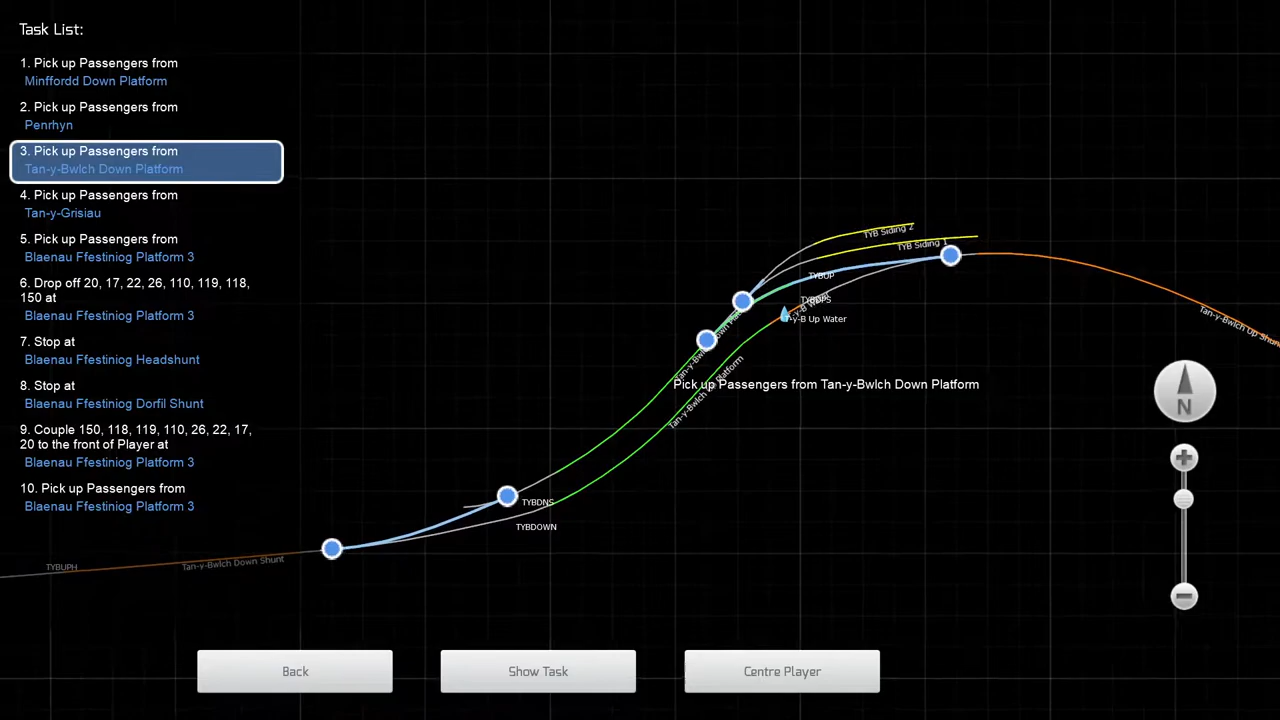 Task List:
1. Pick up Passengers from
Minffordd Down Platform
2. Pick up Passengers from
Penrhyn
3. Pick up Passengers from
Tan-y-Bwlch Down Platform
4. Pick up Passengers from
Tan-y-Grisiau
5. Pick up Passengers from
Blaenau Ffestiniog Platform 3
6. Drop off 20, 17, 22, 26, 110, 119, 118,
150 at
Blaenau Ffestiniog Platform 3
7. Stop at
Blaenau Ffestiniog Headshunt
8. Stop at
Blaenau Ffestiniog Dorfil Shunt
9. Couple 150, 118, 119, 110, 26, 22, 17,
20 to the front of Player at
Blaenau Ffestiniog Platform 3
10. Pick up Passengers from
Blaenau Ffestiniog Platform 3
TYB Siding 2
TYB Siding 1
TYBUP
T-y-B Up Water
Tan-y-Bwlch Up Shun
Pick up Passengers from Tan-y-Bwlch Down Platform
TYBDNS
TYBDOWN
TYBUPH
Tan-y-Bwlch Down Shunt
N
Back
Show Task
Centre Player